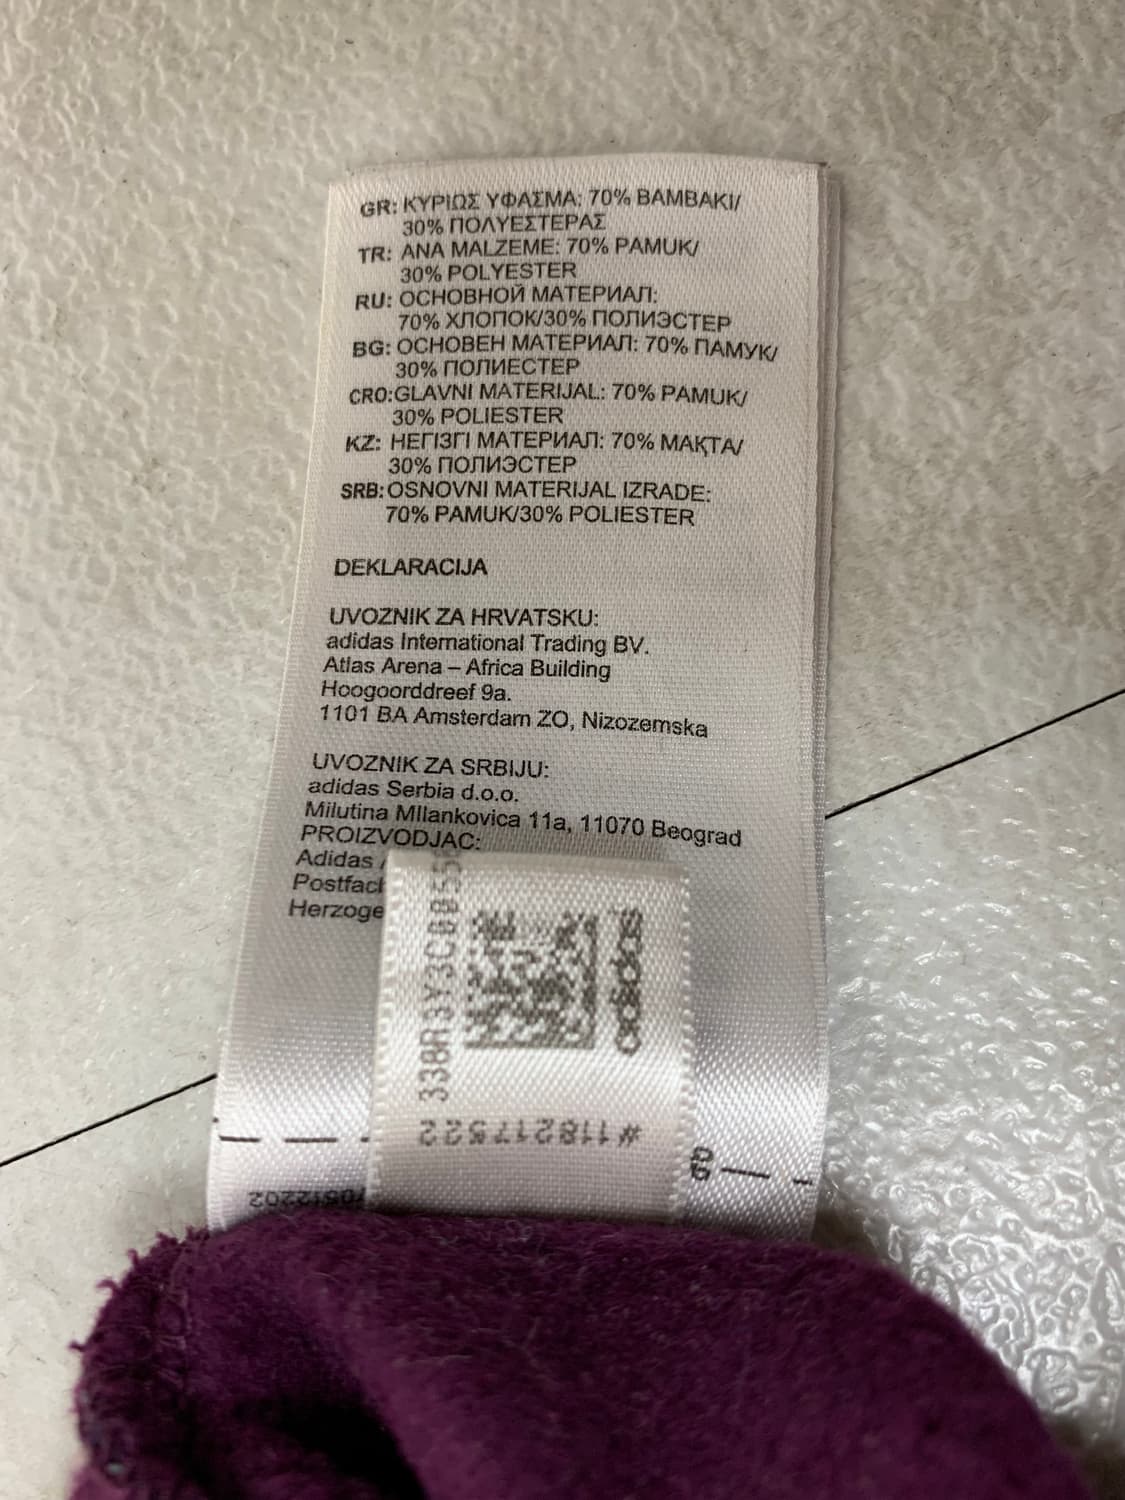 GR: ΚΥΡΙΩΣ ΥΦΑΣΜΑ: 70% ΒΑΜΒΑΚΙ/
30% ΠΟΛΥΕΣΤΕΡΑΣ
TR: ANA MALZEME: 70% PAMUK/
30% POLYESTER
RU: ОСНОВНОЙ МАТЕРИАЛ:
70% ХЛОПОК/30% ПОЛИЭСТЕР
BG: ОСНОВЕН МАТЕРИАЛ: 70% ПАМУК/
30% ПОЛИЕСТЕР
CRO: GLAVNI MATERIJAL: 70% PAMUK/
30% POLIESTER
KZ: НЕГІЗГІ МАТЕРИАЛ: 70% МАҚТА/
30% ПОЛИЭСТЕР
SRB: OSNOVNI MATERIJAL IZRADE:
70% PAMUK/30% POLIESTER
DEKLARACIJA
UVOZNIK ZA HRVATSKU:
adidas International Trading BV.
Atlas Arena – Africa Building
Hoogoorddreef 9a.
1101 BA Amsterdam ZO, Nizozemska
UVOZNIK ZA SRBIJU:
adidas Serbia d.o.o.
Milutina MIlankovica 11a, 11070 Beograd
PROIZVODJAC:
Adidas
Postfach
Herzoge
adidas
#118217522